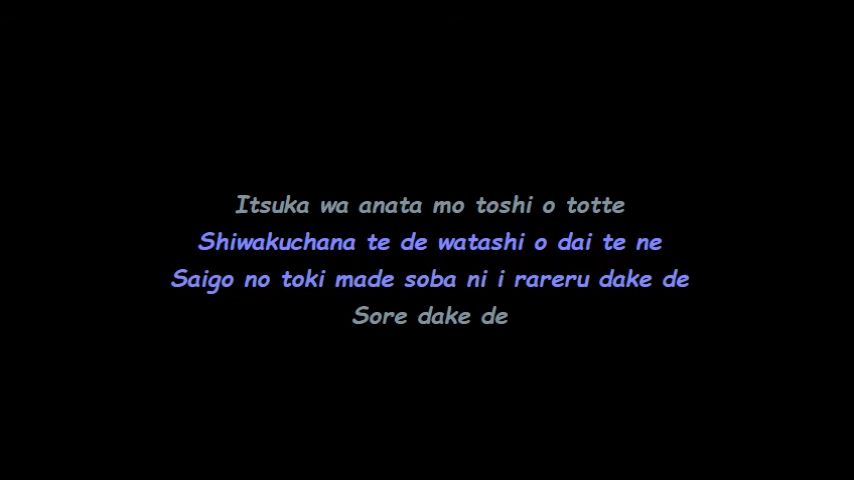 Itsuka wa anata mo toshi o totte
Shiwakuchana te de watashi o dai te ne
Saigo no toki made soba ni i rareru dake de
Sore dake de